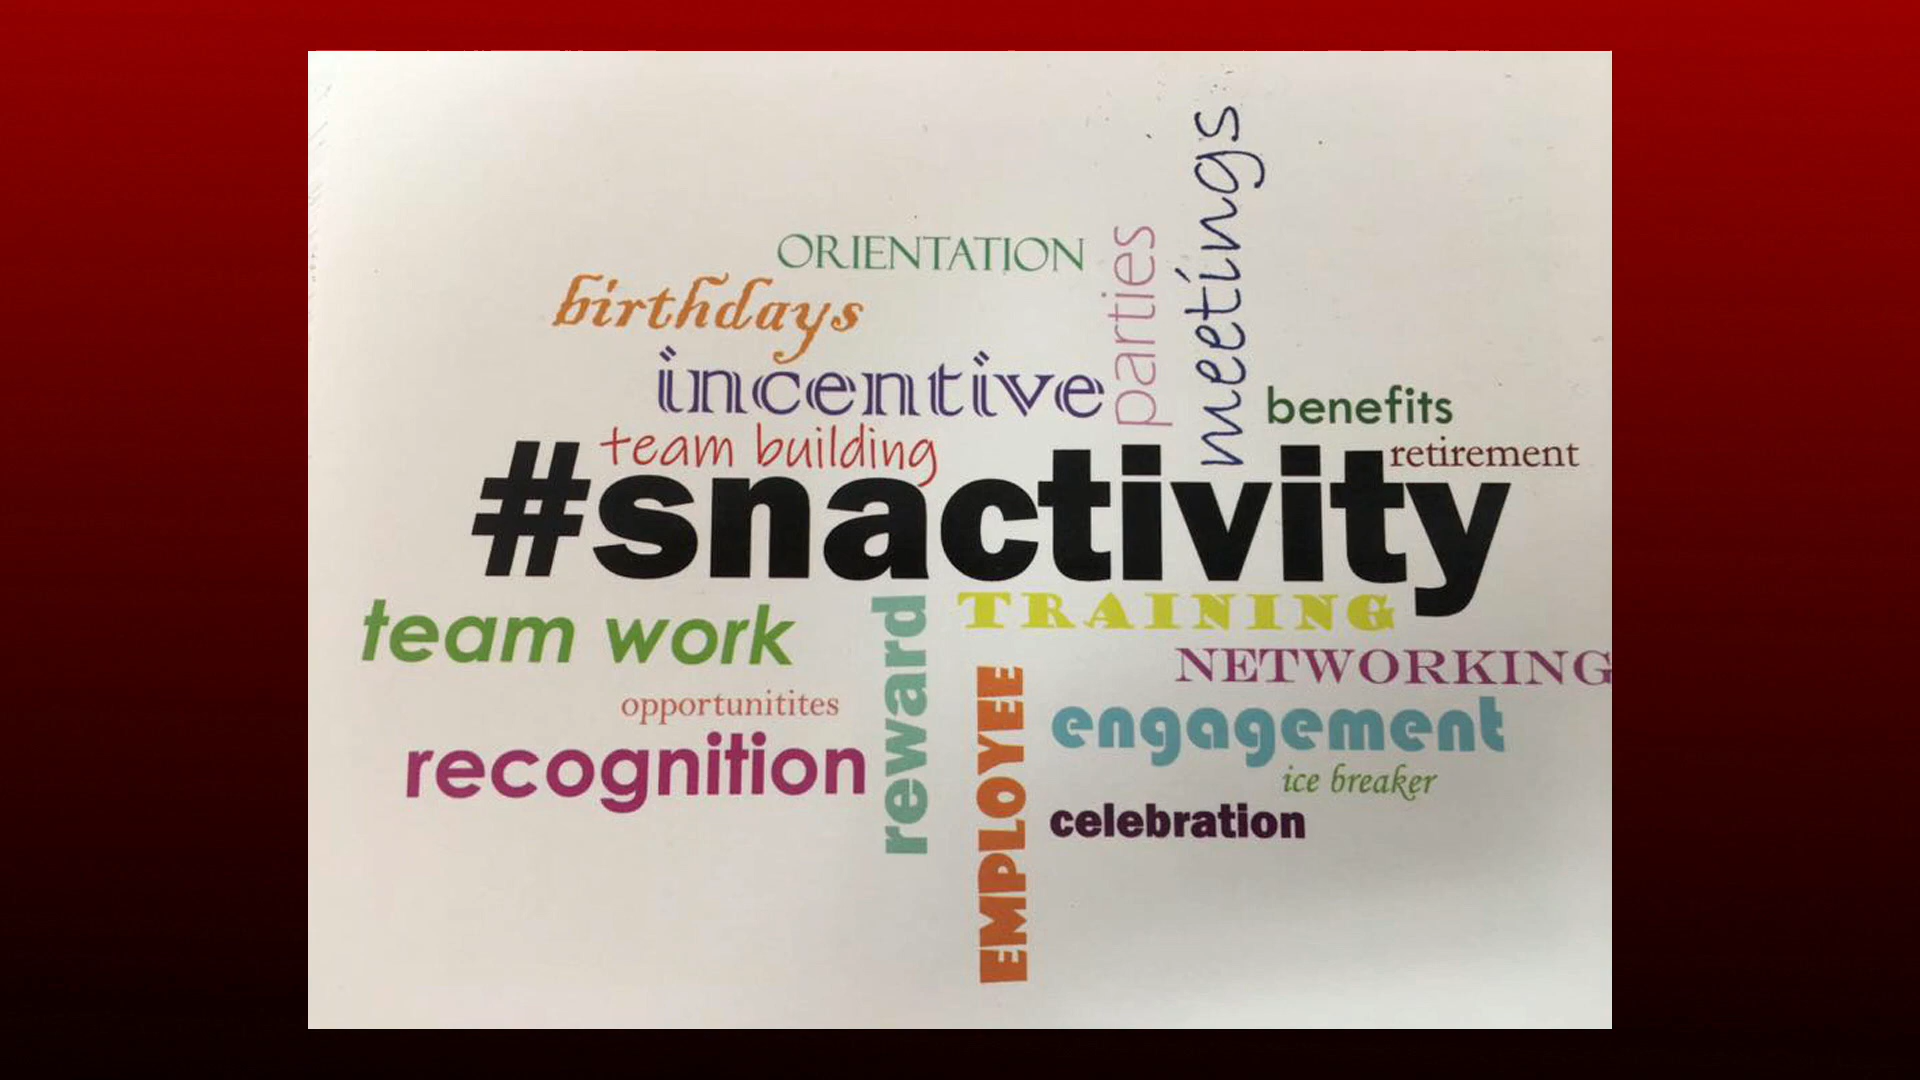 meetings
parties
ORIENTATION
birthdays
incentive
benefits
team building
retirement
#snactivity
team work
reward
TRAINING
NETWORKING
opportunitites
EMPLOYEE
engagement
recognition
ice breaker
celebration